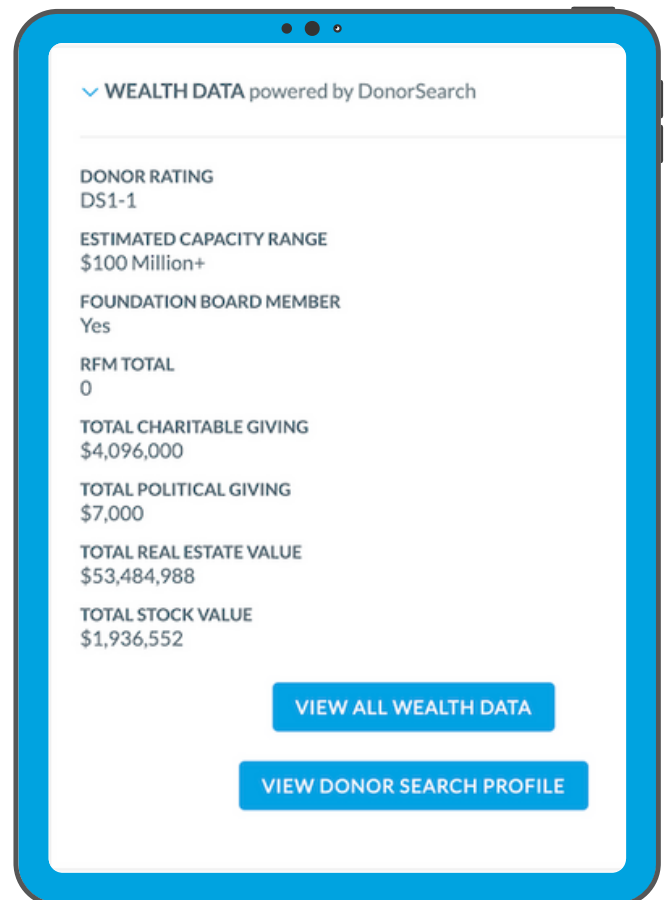 WEALTH DATA powered by DonorSearch
DONOR RATING
DS1-1
ESTIMATED CAPACITY RANGE
$100 Million+
FOUNDATION BOARD MEMBER
Yes
RFM TOTAL
0
TOTAL CHARITABLE GIVING
$4,096,000
TOTAL POLITICAL GIVING
$7,000
TOTAL REAL ESTATE VALUE
$53,484,988
TOTAL STOCK VALUE
$1,936,552
VIEW ALL WEALTH DATA
VIEW DONOR SEARCH PROFILE